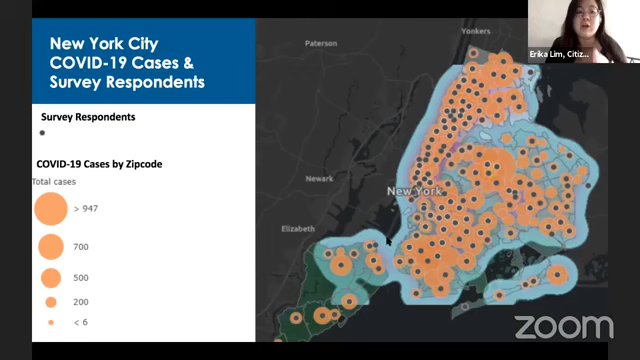 New York City
COVID-19 Cases &
Survey Respondents
Survey Respondents
COVID-19 Cases by Zipcode
Total cases
> 947
700
500
200
< 6
Yonkers
Paterson
Newark
New York
Elizabeth
Erika Lim, Citiz...
zoom